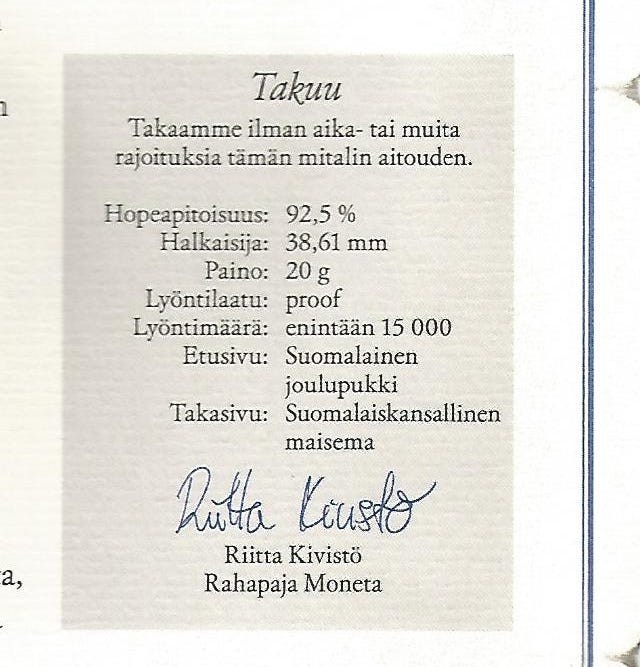 Takuu
Takaamme ilman aika- tai muita
rajoituksia tämän mitalin aitouden.
Hopeapitoisuus: 92,5 %
Halkaisija: 38,61 mm
Paino: 20 g
Lyöntilaatu: proof
Lyöntimäärä: enintään 15 000
Etusivu: Suomalainen
joulupukki
Takasivu: Suomalaiskansallinen
maisema
Riitta Kivistö
Riitta Kivistö
Rahapaja Moneta
ta,